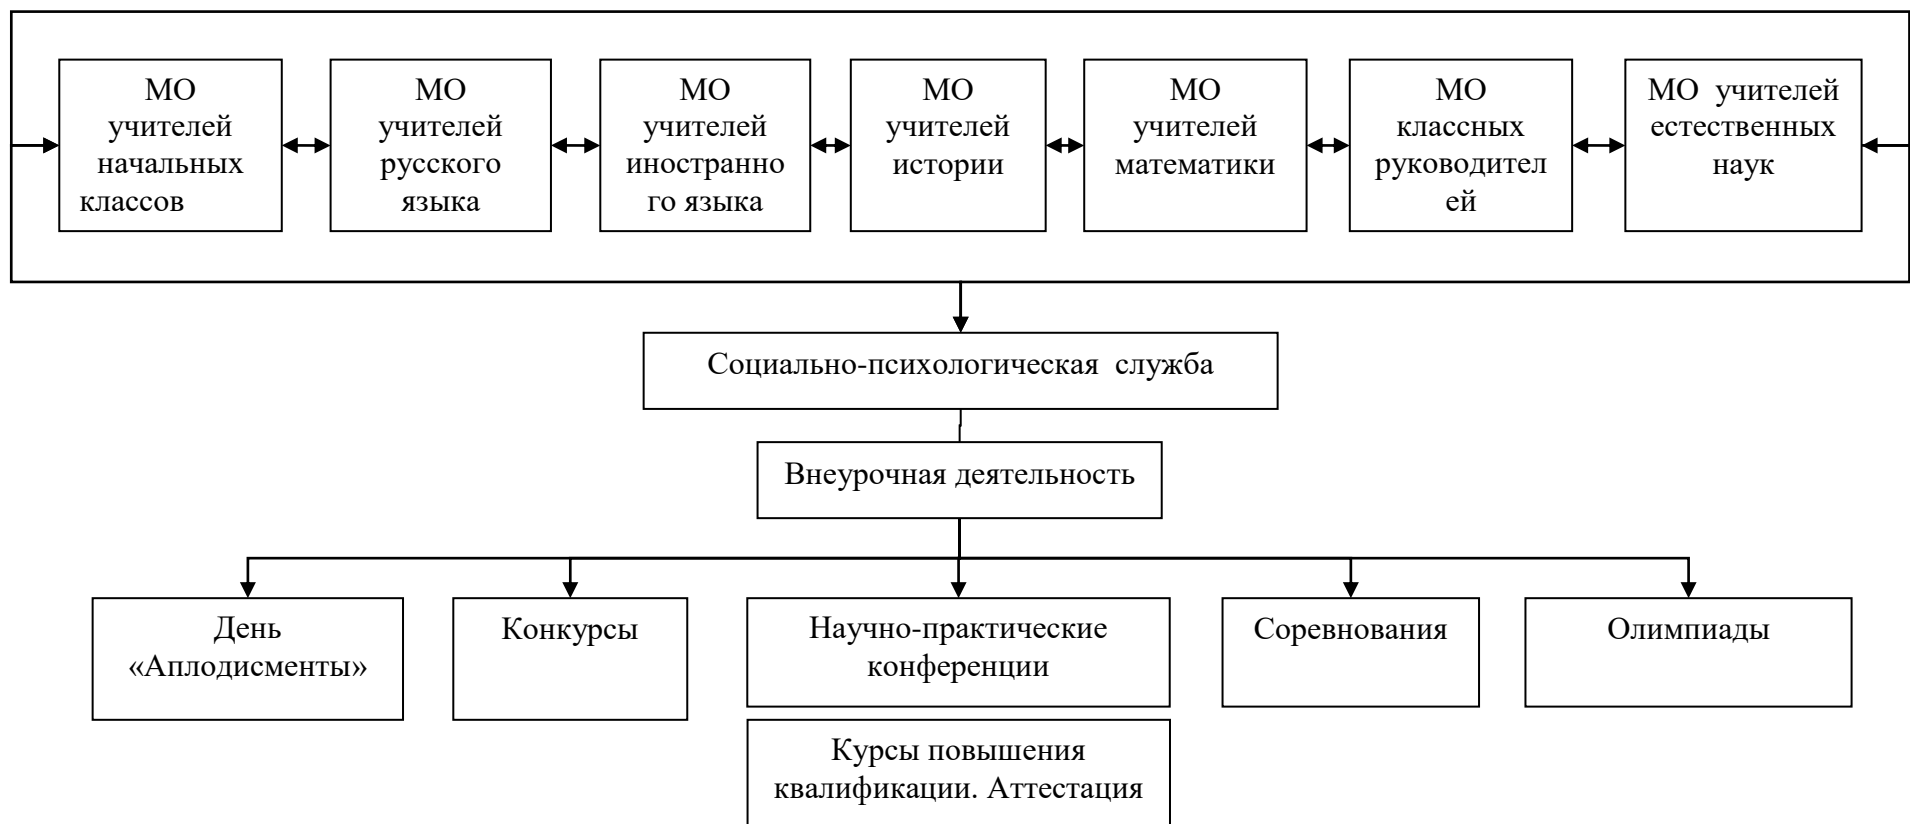 МО
учителей
начальных
классов
МО
учителей
русского
языка
МО
учителей
иностранно
го языка
МО
учителей
истории
МО
учителей
математики
МО
классных
руководител
ей
МО учителей
естественных
наук
Социально-психологическая служба
Внеурочная деятельность
День
«Аплодисменты»
Конкурсы
Научно-практические
конференции
Соревнования
Олимпиады
Курсы повышения
квалификации. Аттестация